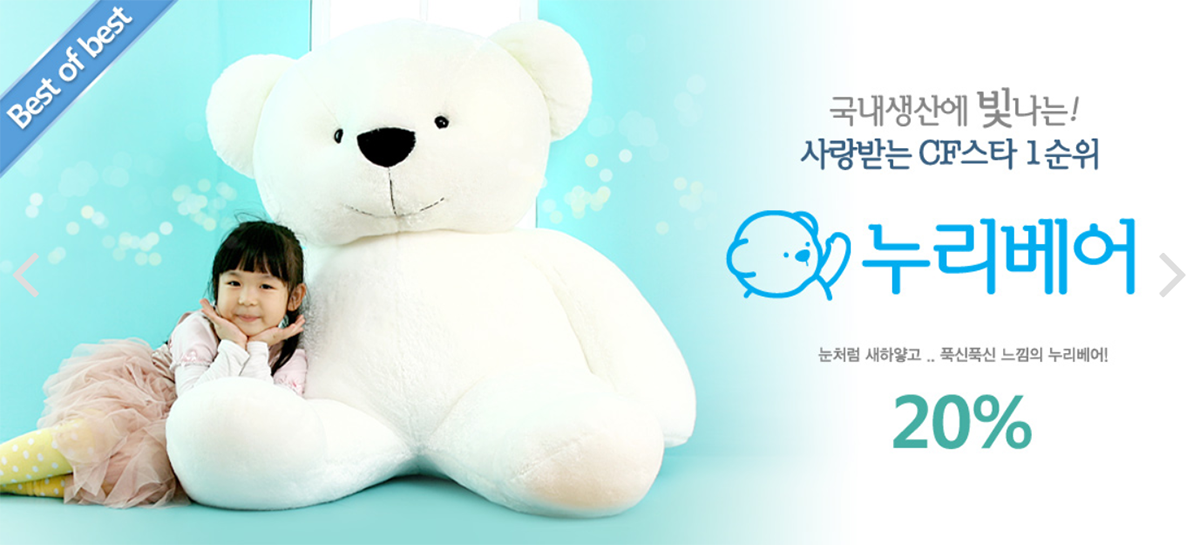 Best of best
국내생산에 빛나는!
사랑받는 CF스타 1순위
누리베어
눈처럼 새하얗고 .. 푹신푹신 느낌의 누리베어!
20%